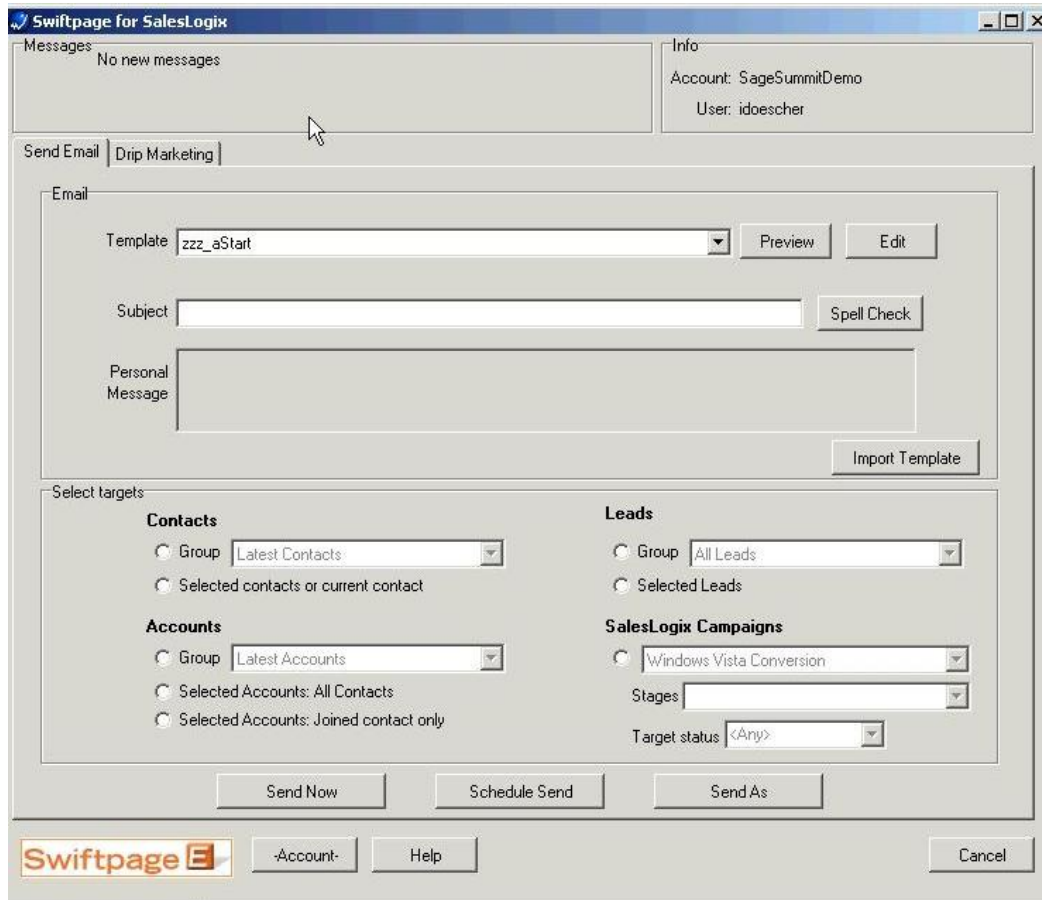 Swiftpage for SalesLogix
Messages
No new messages
Info
Account: SageSummitDemo
User: idoescher
Send Email
Drip Marketing
Email
Template zzz_aStart Preview Edit
Subject Spell Check
Personal
Message
Import Template
Select targets
Contacts
Group Latest Contacts
Selected contacts or current contact
Leads
Group All Leads
Selected Leads
Accounts
Group Latest Accounts
Selected Accounts: All Contacts
Selected Accounts: Joined contact only
SalesLogix Campaigns
Windows Vista Conversion
Stages
Target status <Any>
Send Now Schedule Send Send As
Swiftpage E -Account- Help Cancel